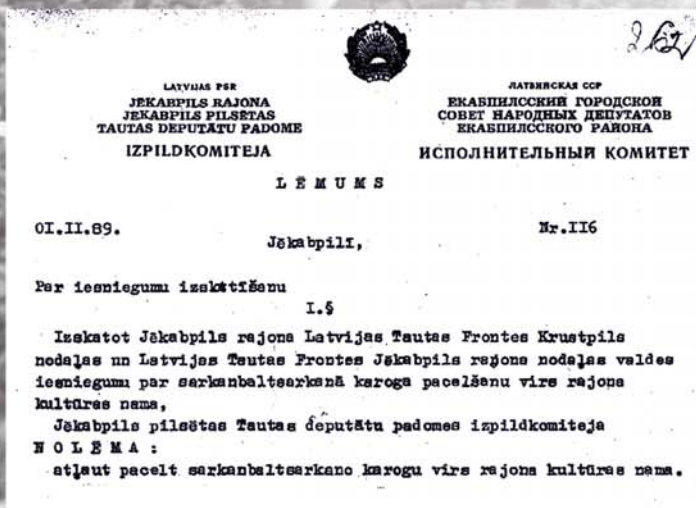 262
LATVIJAS PSR
JĒKABPILS RAJONA
JĒKABPILS PILSĒTAS
TAUTAS DEPUTĀTU PADOME
IZPILDKOMITEJA
ЛАТВИЙСКАЯ ССР
ЕКАБПИЛССКИЙ ГОРОДСКОЙ
СОВЕТ НАРОДНЫХ ДЕПУТАТОВ
ЕКАБПИЛССКОГО РАЙОНА
ИСПОЛНИТЕЛЬНЫЙ КОМИТЕТ
LĒMUMS
OI.II.89.
Nr.II6
Jēkabpilī,
Par iesniegumu izskatīšanu
I.§
Izskatot Jēkabpils rajona Latvijas Tautas Frontes Krustpils
nodaļas un Latvijas Tautas Frontes Jēkabpils rajona nodaļas valdes
iesniegumu par sarkanbaltsarkanā karoga pacelšanu virs rajona
kultūras nama,
Jēkabpils pilsētas Tautas deputātu padomes izpildkomiteja
NOLĒMA:
atļaut pacelt sarkanbaltsarkano karogu virs rajona kultūras nama.